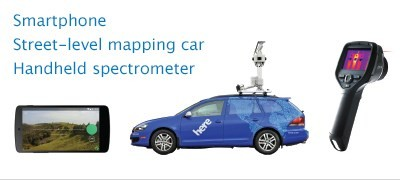 Smartphone
Street-level mapping car
Handheld spectrometer
here